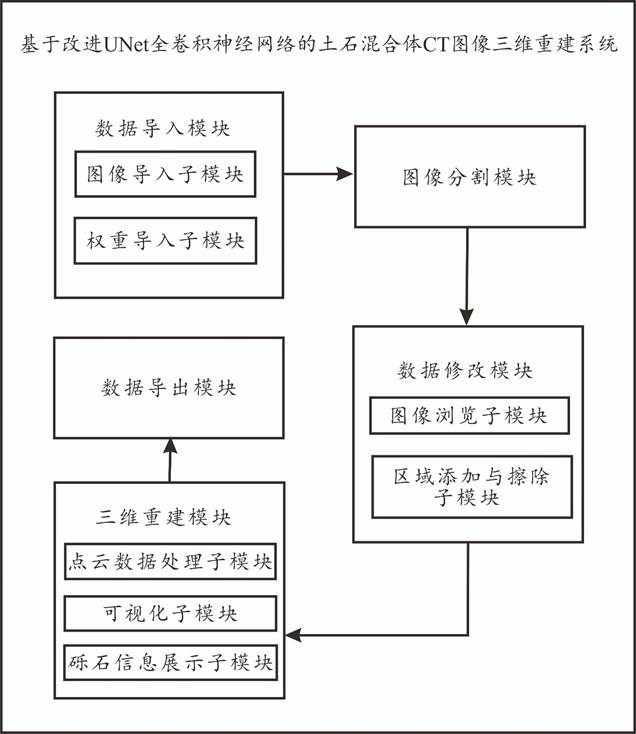 基于改进UNet全卷积神经网络的土石混合体CT图像三维重建系统
数据导入模块
图像导入子模块
权重导入子模块
图像分割模块
数据修改模块
图像浏览子模块
区域添加与擦除
子模块
数据导出模块
三维重建模块
点云数据处理子模块
可视化子模块
砾石信息展示子模块